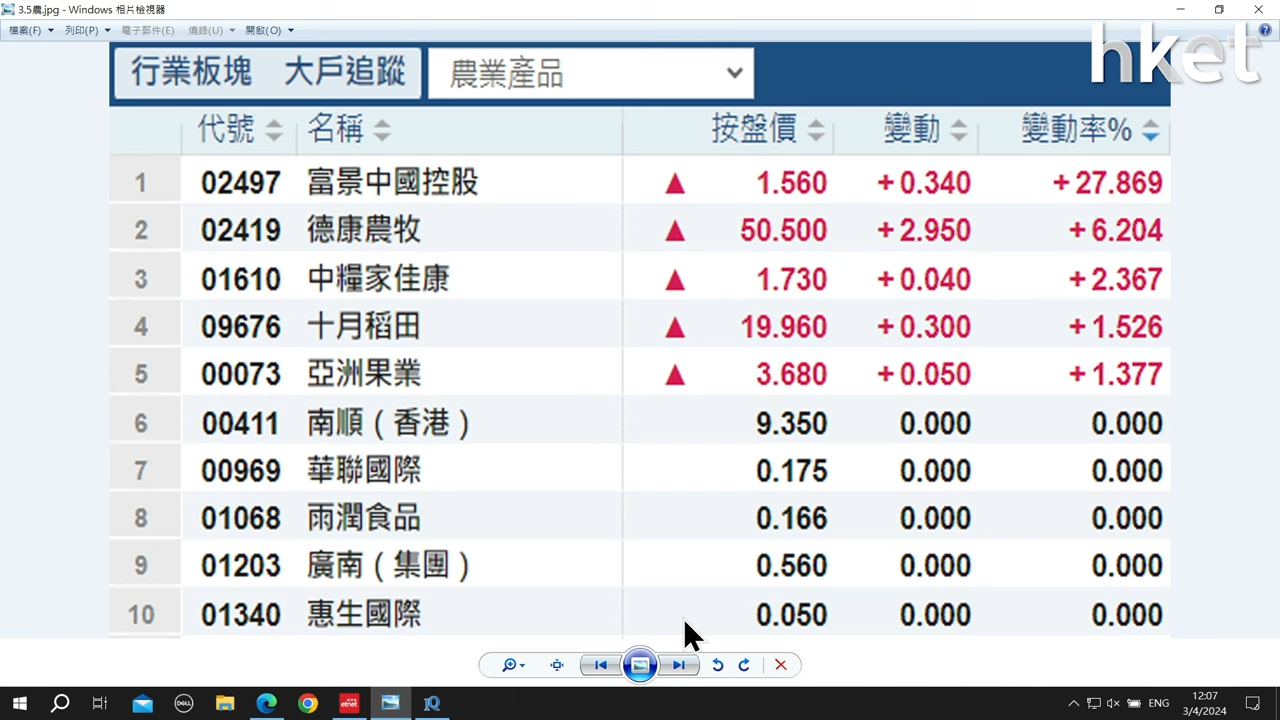 3.5農.jpg - Windows 相片檢視器
檔案(F) 列印(P) 電子郵件(E) 燒錄(U) 開啟(O)
hket
行業板塊 大戶追蹤 農業產品
代號 名稱 按盤價 變動 變動率%
1 02497 富景中國控股 ▲ 1.560 +0.340 +27.869
2 02419 德康農牧 ▲ 50.500 +2.950 +6.204
3 01610 中糧家佳康 ▲ 1.730 +0.040 +2.367
4 09676 十月稻田 ▲ 19.960 +0.300 +1.526
5 00073 亞洲果業 ▲ 3.680 +0.050 +1.377
6 00411 南順（香港） 9.350 0.000 0.000
7 00969 華聯國際 0.175 0.000 0.000
8 01068 雨潤食品 0.166 0.000 0.000
9 01203 廣南（集團） 0.560 0.000 0.000
10 01340 惠生國際 0.050 0.000 0.000
DELL etnet IQ ENG 12:07
3/4/2024